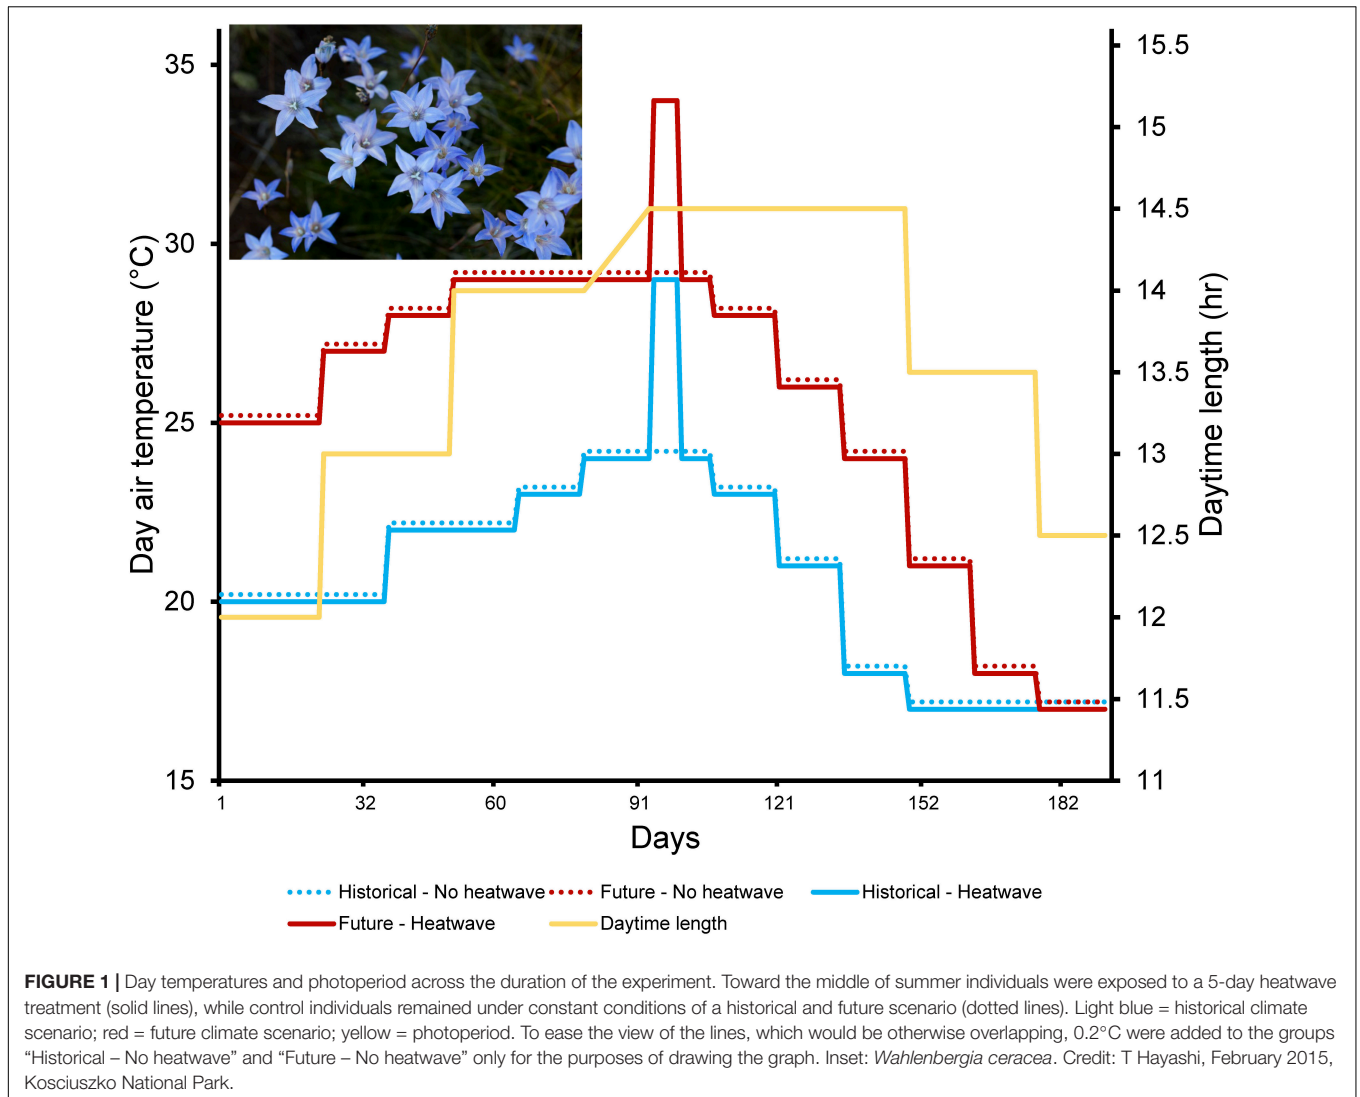 35
30
25
20
15
Day air temperature (°C)
15.5
15
14.5
14
13.5
13
12.5
12
11.5
11
Daytime length (hr)
1 32 60 91 121 152 182
Days
Historical - No heatwave Future - No heatwave Historical - Heatwave
Future - Heatwave Daytime length
FIGURE 1 | Day temperatures and photoperiod across the duration of the experiment. Toward the middle of summer individuals were exposed to a 5-day heatwave
treatment (solid lines), while control individuals remained under constant conditions of a historical and future scenario (dotted lines). Light blue = historical climate
scenario; red = future climate scenario; yellow = photoperiod. To ease the view of the lines, which would be otherwise overlapping, 0.2°C were added to the groups
“Historical – No heatwave” and “Future – No heatwave” only for the purposes of drawing the graph. Inset: Wahlenbergia ceracea. Credit: T Hayashi, February 2015,
Kosciuszko National Park.